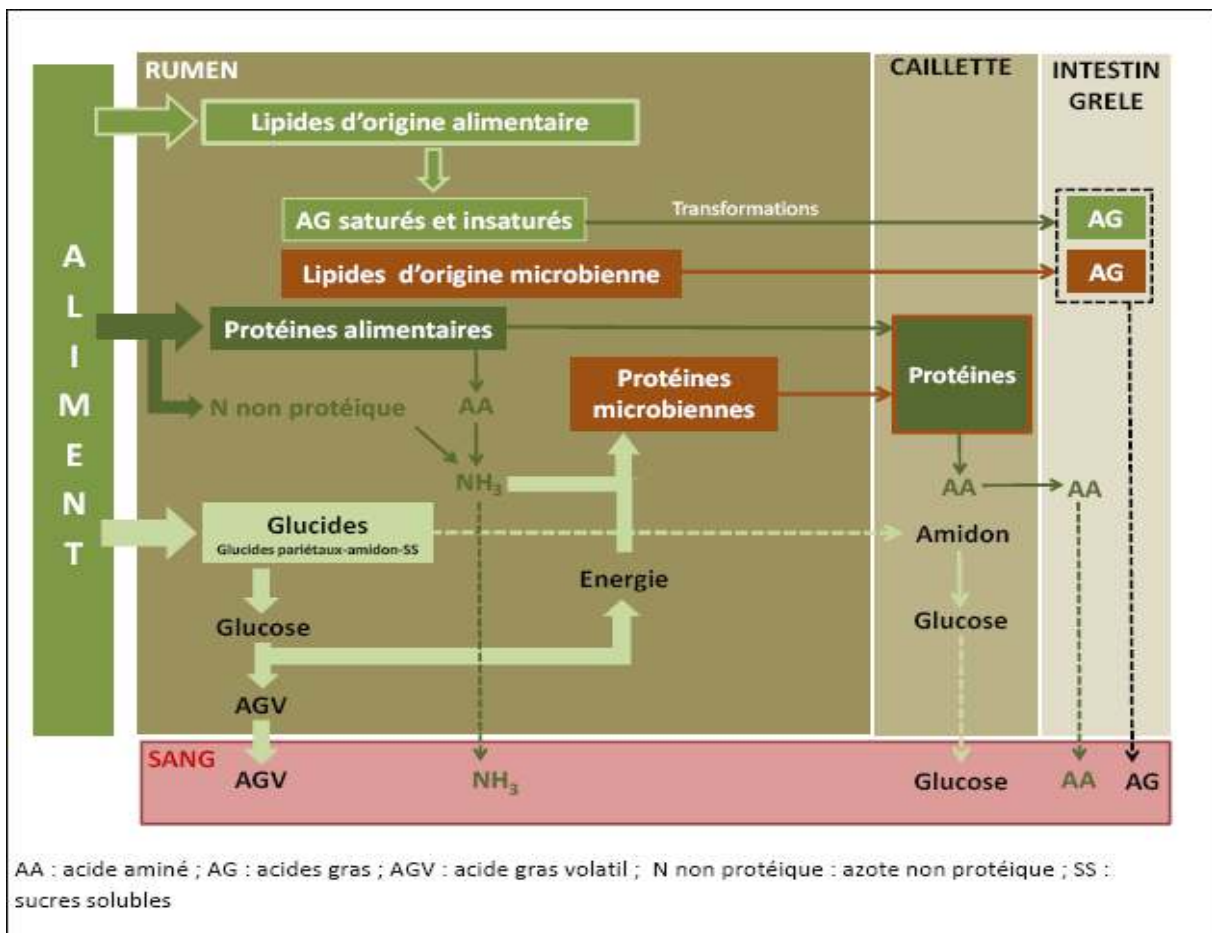 RUMEN
CAILLETTE
INTESTIN
GRELE
ALIMENT
Lipides d'origine alimentaire
AG saturés et insaturés
Transformations
AG
Lipides d'origine microbienne
AG
Protéines alimentaires
Protéines
microbiennes
Protéines
N non protéique
AA
NH₃
AA
AA
Glucides
Glucides pariétaux-amidon-SS
Amidon
Energie
Glucose
Glucose
AGV
SANG
AGV
NH₃
Glucose
AA
AG
AA : acide aminé ; AG : acides gras ; AGV : acide gras volatil ; N non protéique : azote non protéique ; SS :
sucres solubles